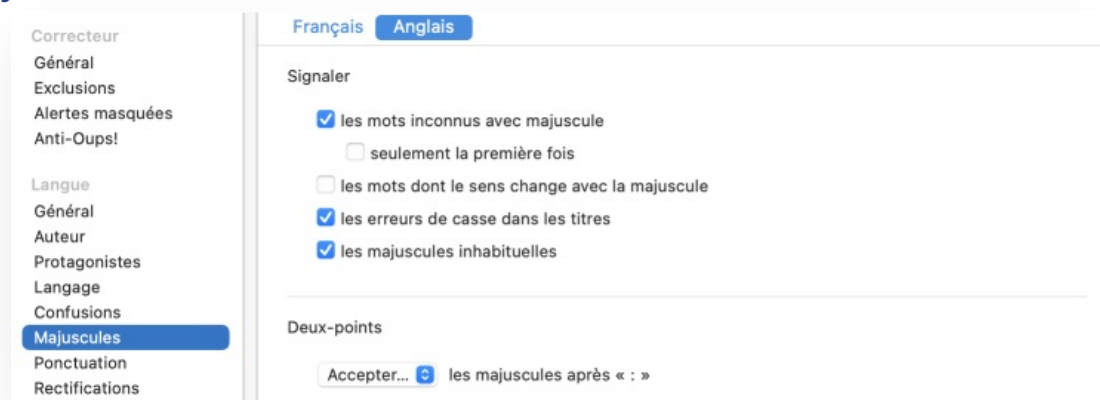 Correcteur
Général
Exclusions
Alertes masquées
Anti-Oups!
Langue
Général
Auteur
Protagonistes
Langage
Confusions
Majuscules
Ponctuation
Rectifications
Français Anglais
Signaler
les mots inconnus avec majuscule
seulement la première fois
les mots dont le sens change avec la majuscule
les erreurs de casse dans les titres
les majuscules inhabituelles
Deux-points
Accepter... les majuscules après « : »